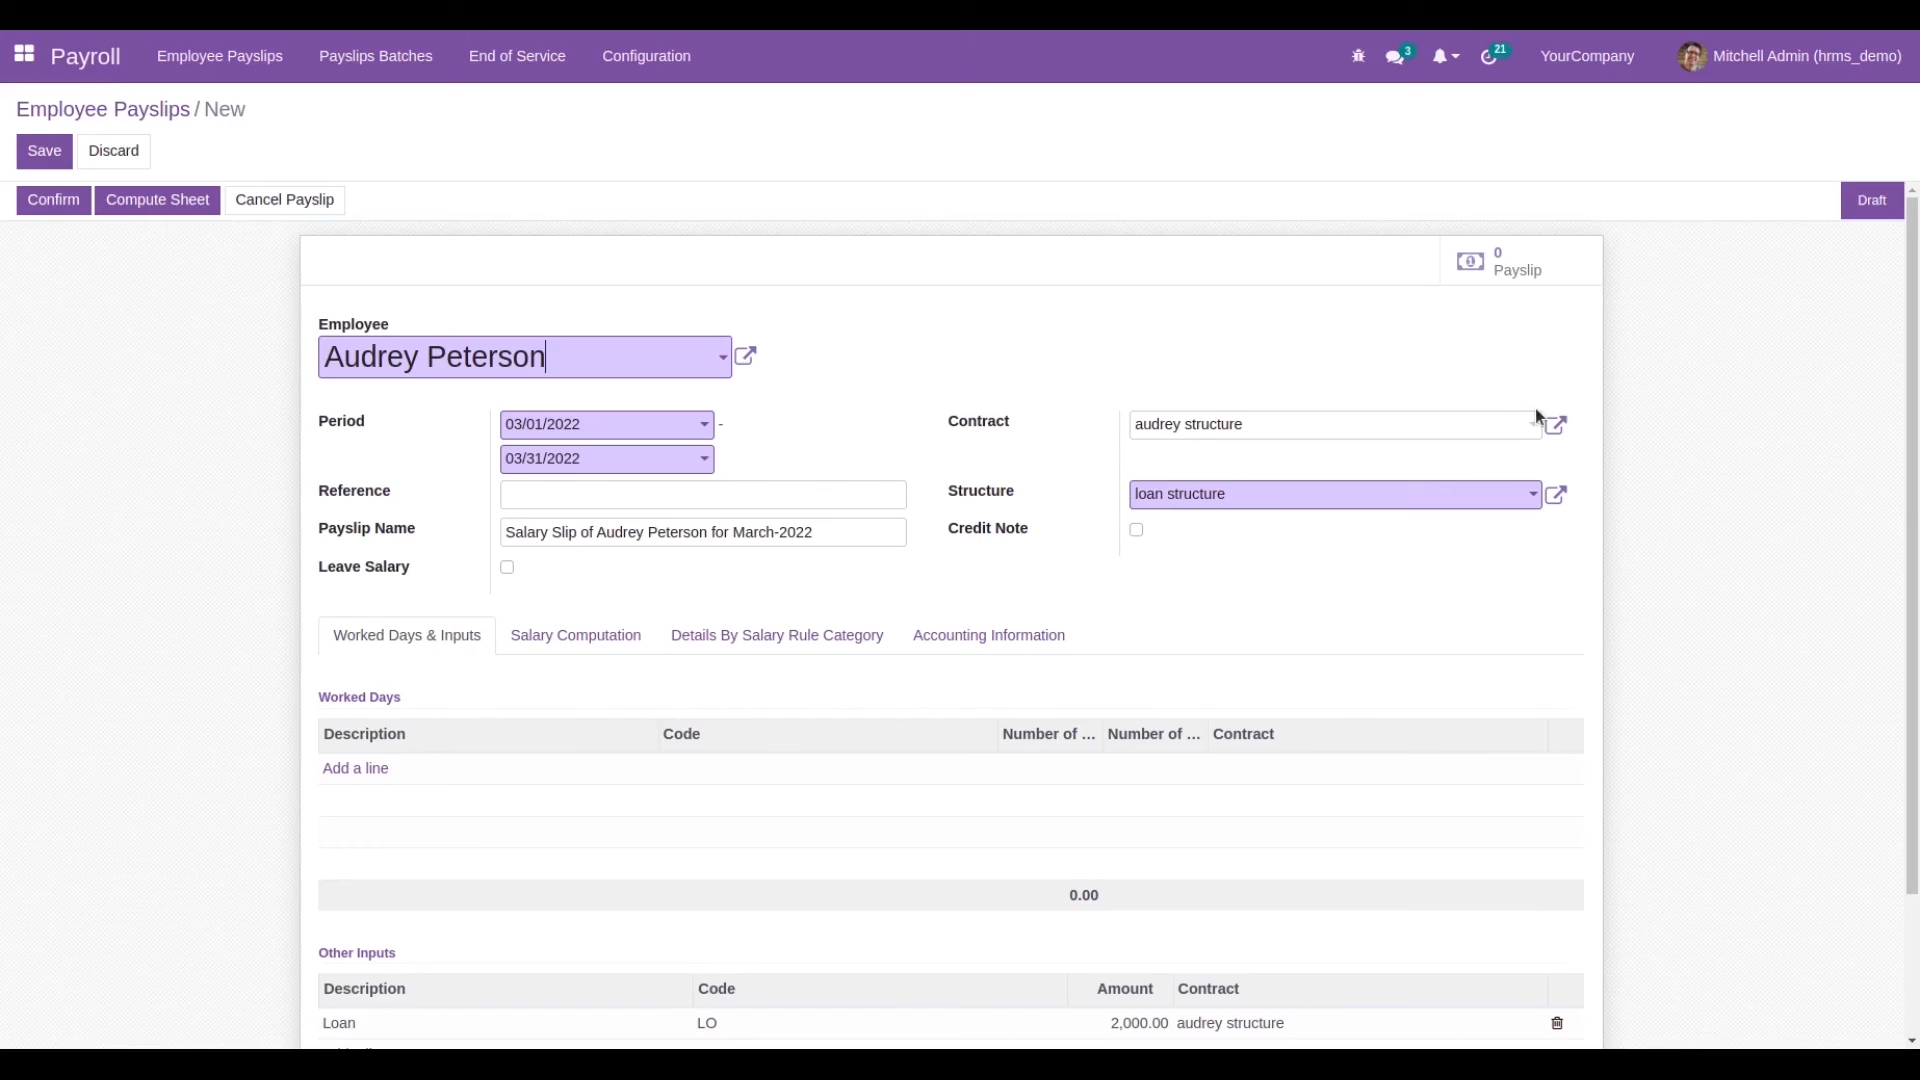 Payroll Employee Payslips Payslips Batches End of Service Configuration 3 21 YourCompany Mitchell Admin (hrms_demo)
Employee Payslips / New
Save Discard
Confirm Compute Sheet Cancel Payslip Draft
0
Payslip
Employee
Audrey Peterson
Period 03/01/2022 - Contract audrey structure
03/31/2022
Reference Structure loan structure
Payslip Name Salary Slip of Audrey Peterson for March-2022 Credit Note
Leave Salary
Worked Days & Inputs Salary Computation Details By Salary Rule Category Accounting Information
Worked Days
Description Code Number of ... Number of ... Contract
Add a line
0.00
Other Inputs
Description Code Amount Contract
Loan LO 2,000.00 audrey structure